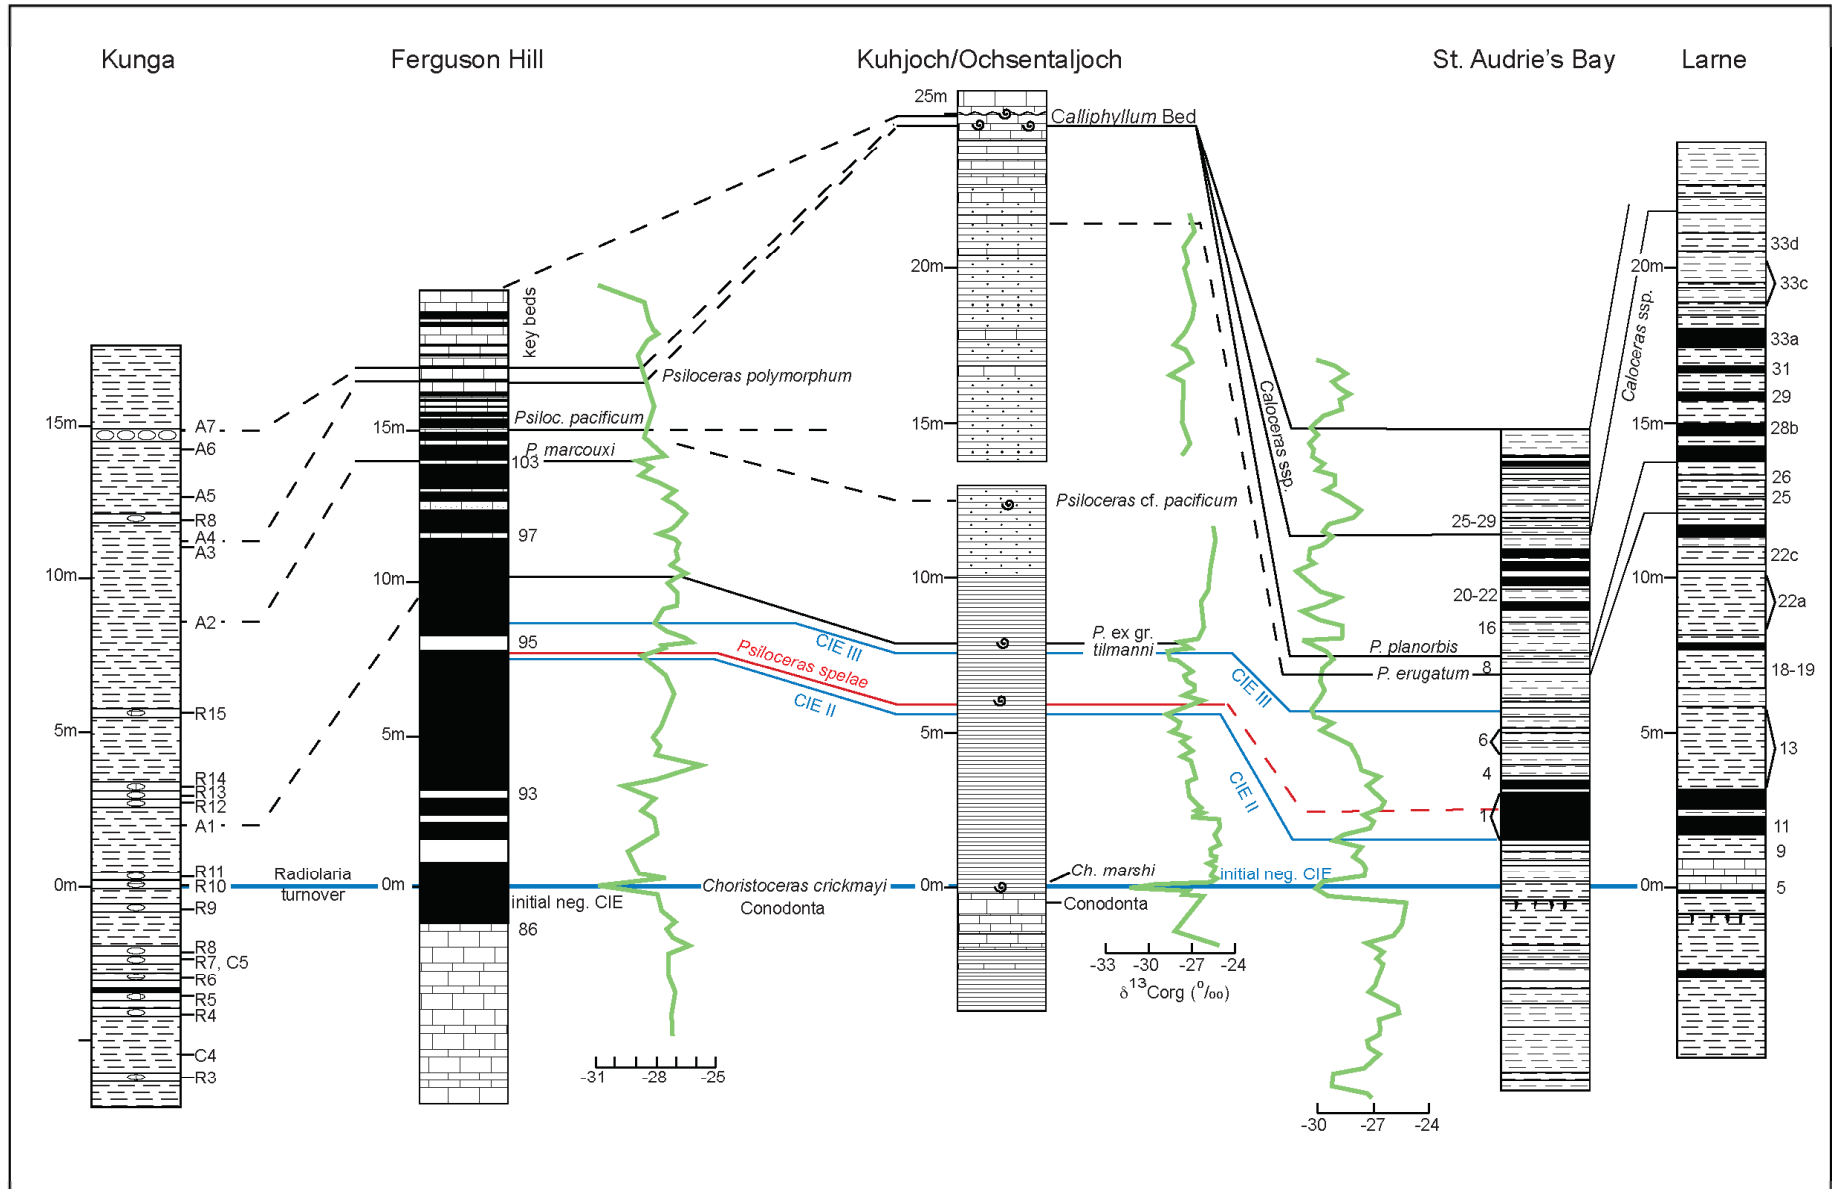 Kunga
Ferguson Hill
Kuhjoch/Ochsentaljoch
St. Audrie's Bay
Larne
15m
10m
5m
0m
A7
A6
A5
R8
A4
A3
A2
R15
R14
R13
R12
A1
R11
R10
R9
R8
R7, C5
R6
R5
R4
C4
R3
Radiolaria
turnover
15m
10m
5m
0m
key beds
103
97
95
93
86
initial neg. CIE
Psiloceras polymorphum
Psiloc. pacificum
P. marcouxi
CIE III
Psiloceras spelae
CIE II
Choristoceras crickmayi
Conodonta
-31
-28
-25
25m
20m
15m
10m
5m
0m
Calliphyllum Bed
Psiloceras cf. pacificum
P. ex gr.
tilmanni
Ch. marshi
Conodonta
initial neg. CIE
-33
-30
-27
-24
δ13Corg (o/oo)
Caloceras ssp.
CIE III
CIE II
P. planorbis
P. erugatum
-30
-27
-24
25-29
20-22
16
8
6
4
1
Caloceras ssp.
20m
15m
10m
5m
0m
33d
33c
33a
31
29
28b
26
25
22c
22a
18-19
13
11
9
5